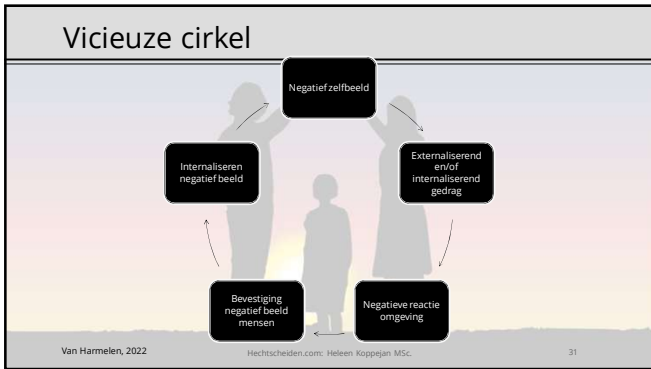 Vicieuze cirkel
Negatief zelfbeeld
Externaliserend
en/of
internaliserend
gedrag
Negatieve reactie
omgeving
Bevestiging
negatief beeld
mensen
Internaliseren
negatief beeld
Van Harmelen, 2022
Hechtscheiden.com: Heleen Koppejan MSc.
31